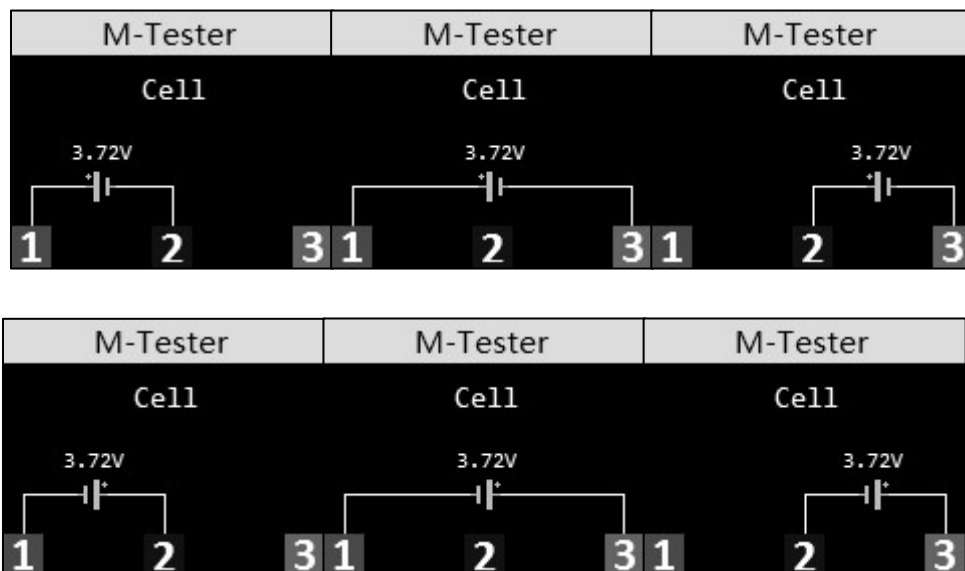 M-Tester M-Tester M-Tester
Cell Cell Cell
3.72V 3.72V 3.72V
+ + +
1 2 3 1 2 3 1 2 3
M-Tester M-Tester M-Tester
Cell Cell Cell
3.72V 3.72V 3.72V
+ + +
1 2 3 1 2 3 1 2 3